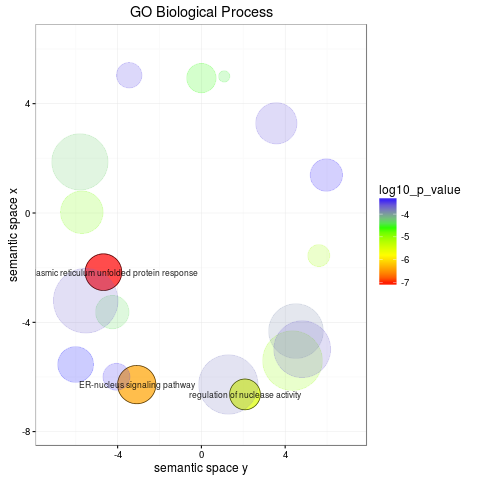 GO Biological Process
semantic space x
4
0
-4
-8
-4
0
4
semantic space y
log10_p_value
-4
-5
-6
-7
asmic reticulum unfolded protein response
ER-nucleus signaling pathway
regulation of nuclease activity